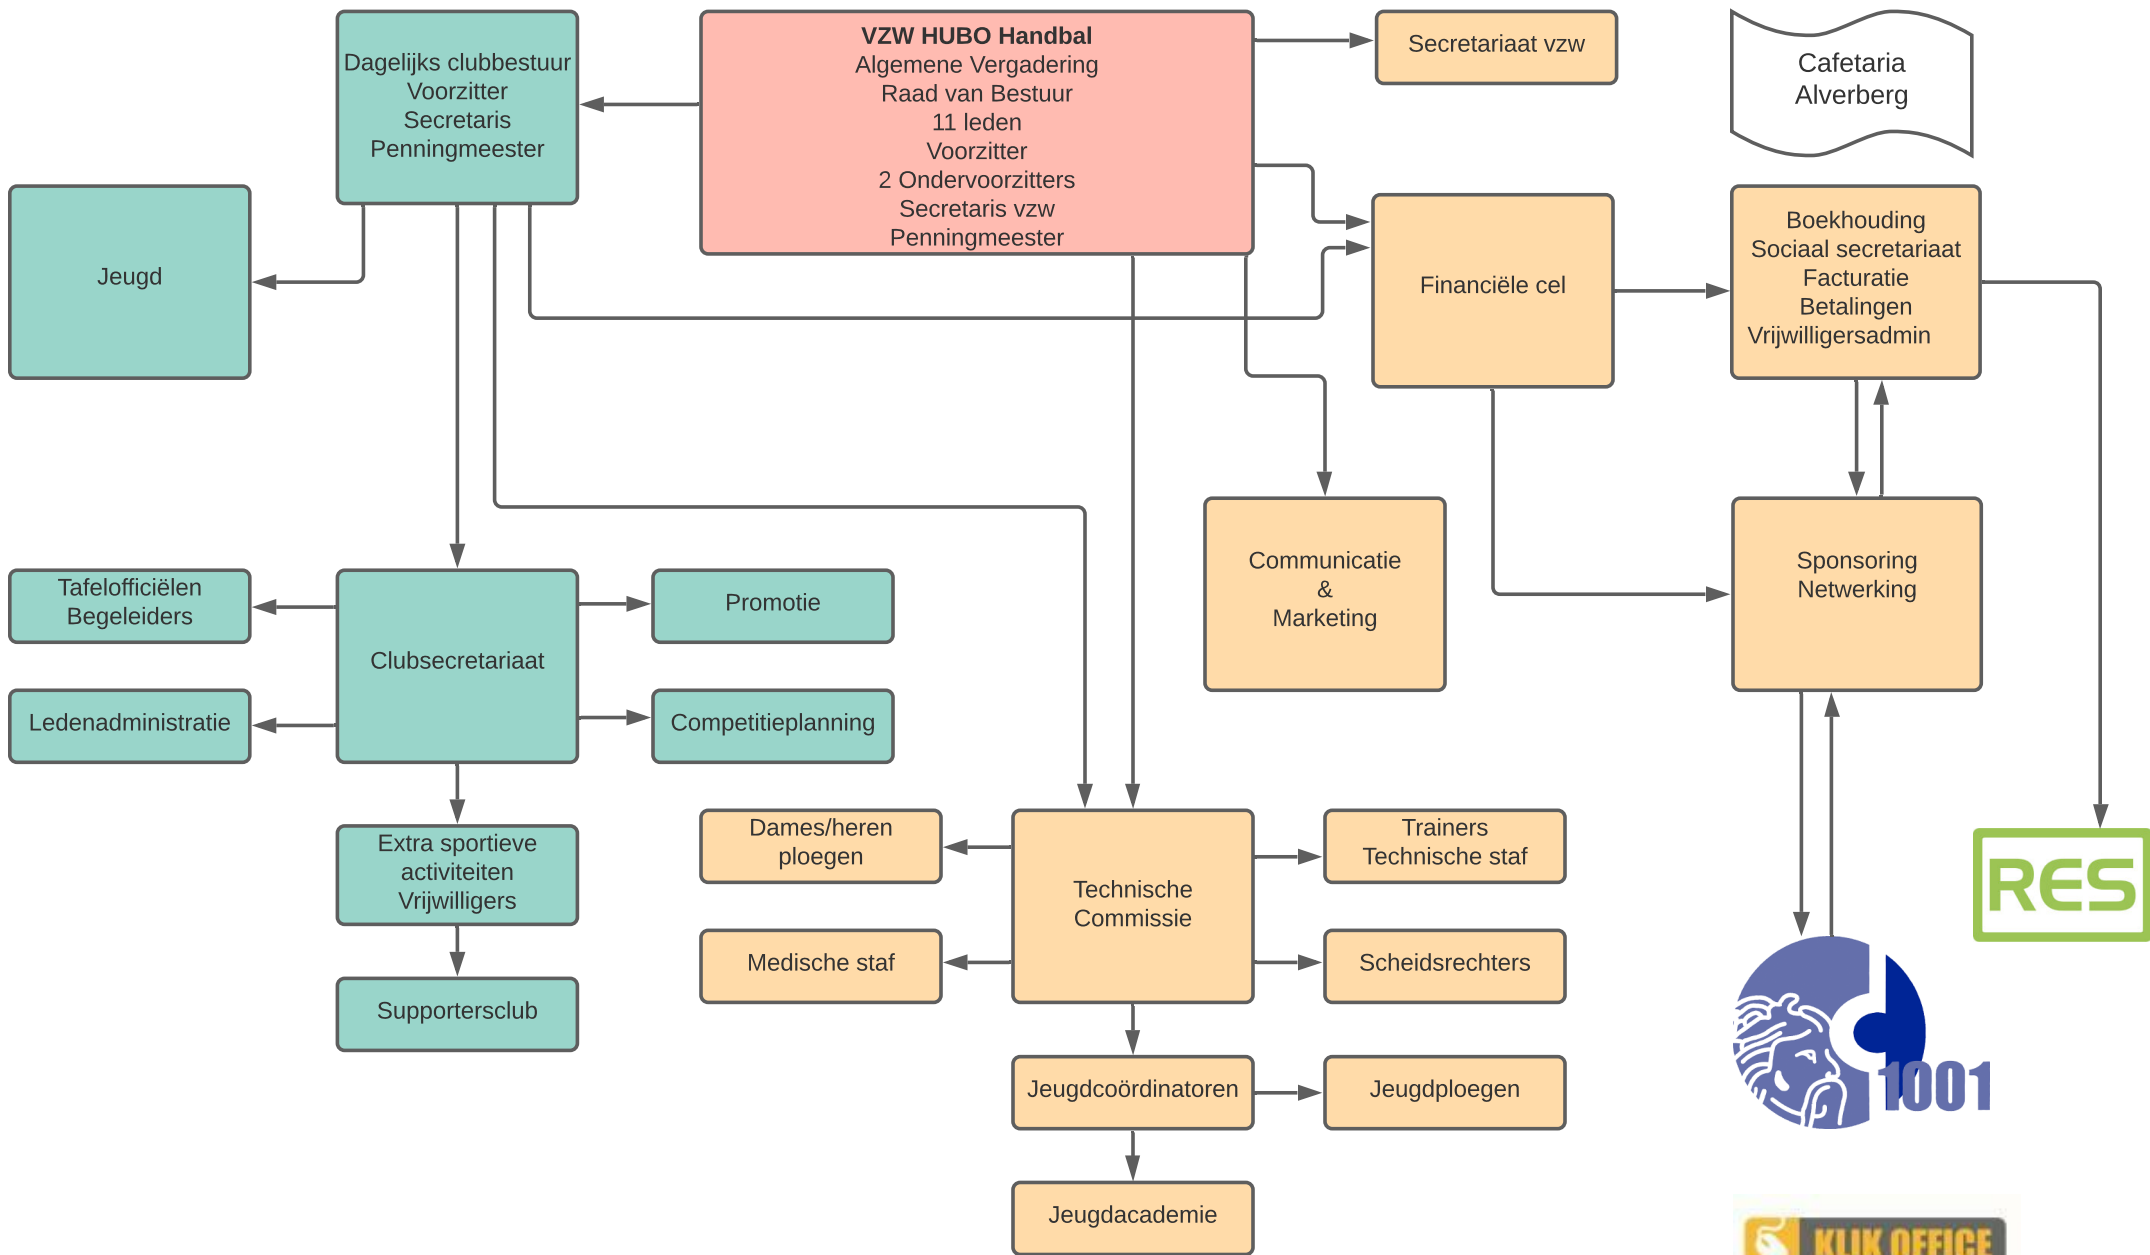 Dagelijks clubbestuur
Voorzitter
Secretaris
Penningmeester
VZW HUBO Handbal
Algemene Vergadering
Raad van Bestuur
11 leden
Voorzitter
2 Ondervoorzitters
Secretaris vzw
Penningmeester
Secretariaat vzw
Cafetaria
Alverberg
Jeugd
Financiële cel
Boekhouding
Sociaal secretariaat
Facturatie
Betalingen
Vrijwilligersadmin
Communicatie
&
Marketing
Sponsoring
Netwerking
Tafelofficiëlen
Begeleiders
Clubsecretariaat
Promotie
Ledenadministratie
Competitieplanning
Extra sportieve
activiteiten
Vrijwilligers
Supportersclub
Dames/heren
ploegen
Technische
Commissie
Trainers
Technische staf
Medische staf
Scheidsrechters
Jeugdcoördinatoren
Jeugdploegen
Jeugdacademie
RES
1001
KLIK OFFICE